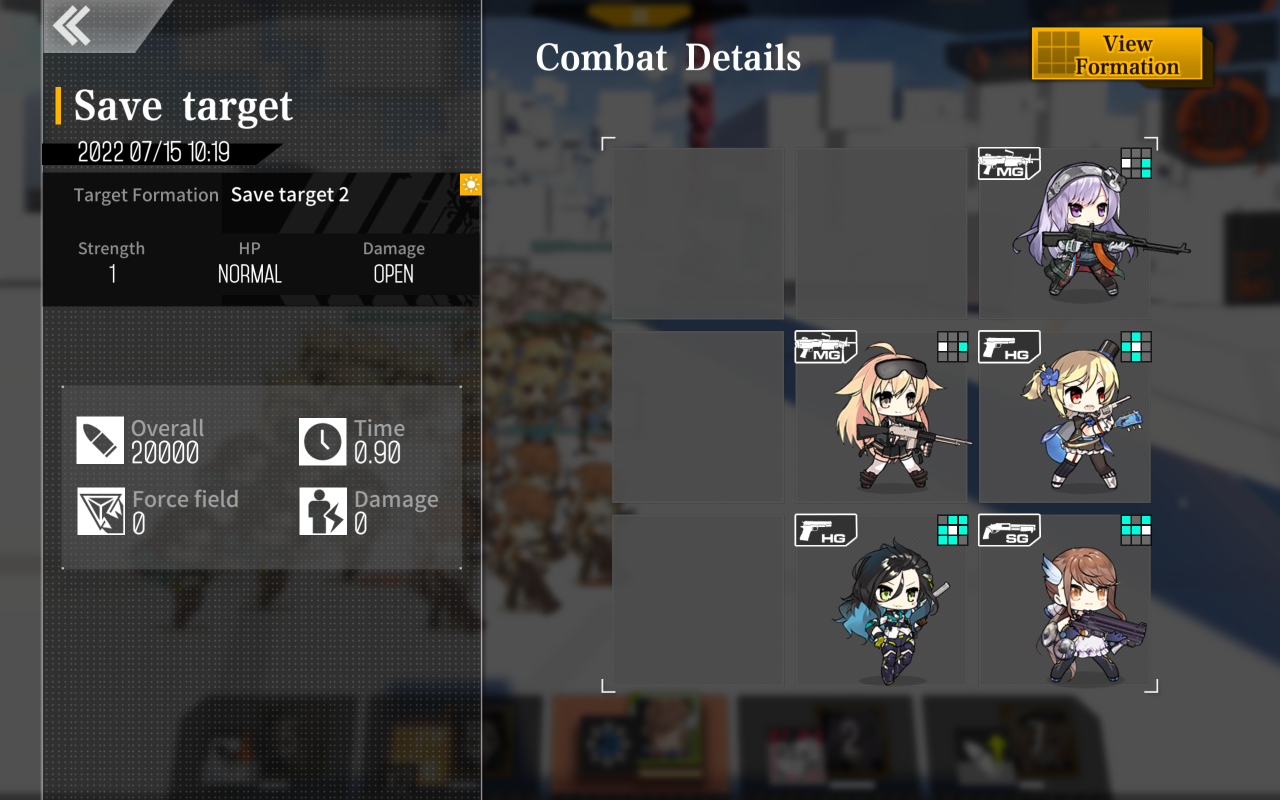 Save target
2022 07/15 10:19
Target Formation Save target 2
Strength HP Damage
1 NORMAL OPEN
Overall Time
20000 0.90
Force field Damage
0 0
Combat Details
View
Formation
MG
MG
HG
HG
SG